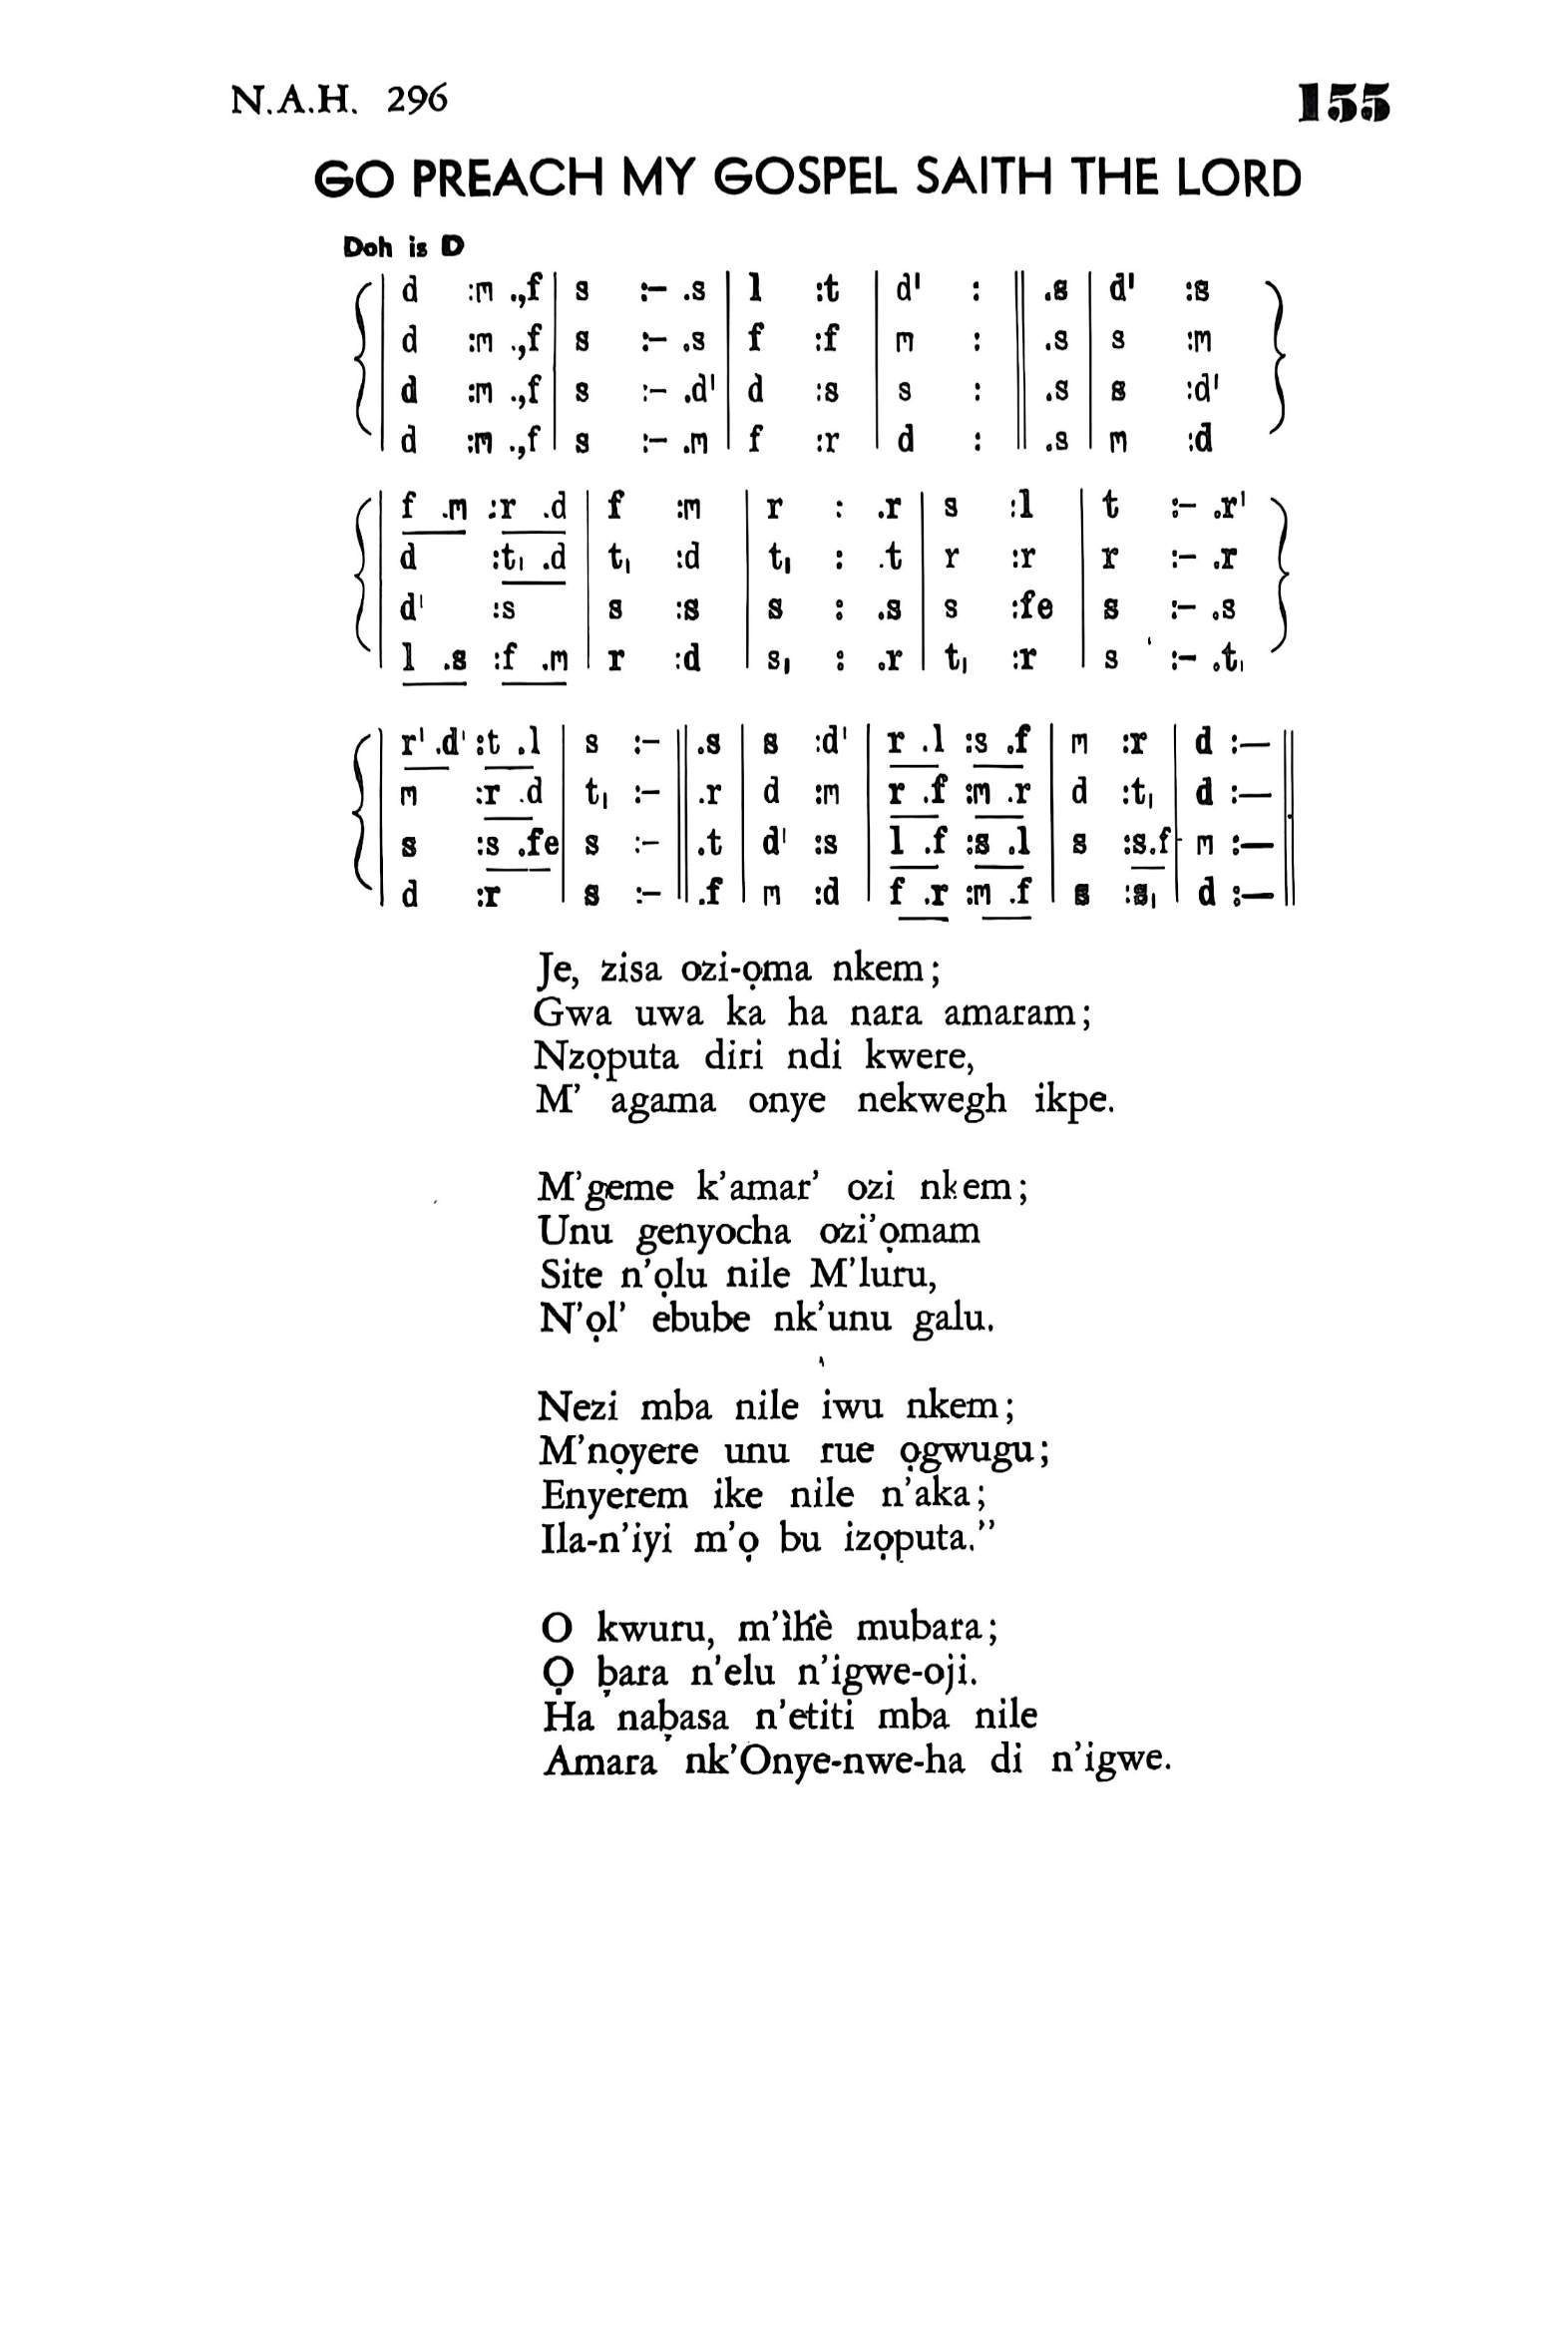 N.A.H. 296 155
GO PREACH MY GOSPEL SAITH THE LORD
Doh is D
d :m .,f | s :– .s | l :t | d' : || .s | d' :s
d :m .,f | s :– .s | f :f | m : || .s | s :m
d :m .,f | s :– .d' | d :s | s : || .s | s :d'
d :m .,f | s :– .m | f :r | d : || .s | m :d
f .m :r .d | f :m | r : .r | s :l | t :– .r'
d :t, .d | t, :d | t, : .t | r :r | r :– .r
d' :s | s :s | s : .s | s :fe | s :– .s
l .s :f .m | r :d | s, : .r | t, :r | s :– .t,
r' .d' :t .l | s :– || .s | s :d' | r .l :s .f | m :r | d :— ||
m :r .d | t, :– || .r | d :m | r .f :m .r | d :t, | d :— ||
s :s .fe | s :– || .t | d' :s | l .f :s .l | s :s.f | m :— ||
d :r | s :– || .f | m :d | f .r :m .f | s :s, | d :— ||
Je, zisa ozi-ọma nkem;
Gwa uwa ka ha nara amaram;
Nzọputa diri ndi kwere,
M' agama onye nekwegh ikpe.
M'geme k'amar' ozi nkem;
Unu genyocha ozi'ọmam
Site n'ọlu nile M'luru,
N'ọl' ebube nk'unu galu.
Nezi mba nile iwu nkem;
M'nọyere unu rue ọgwugu;
Enyerem ike nile n'aka;
Ila-n'iyi m'ọ bu izọputa."
O kwuru, m'ìhè mubara;
Ọ ḅara n'elu n'igwe-oji.
Ha naḅasa n'etiti mba nile
Amara nk'Onye-nwe-ha di n'igwe.